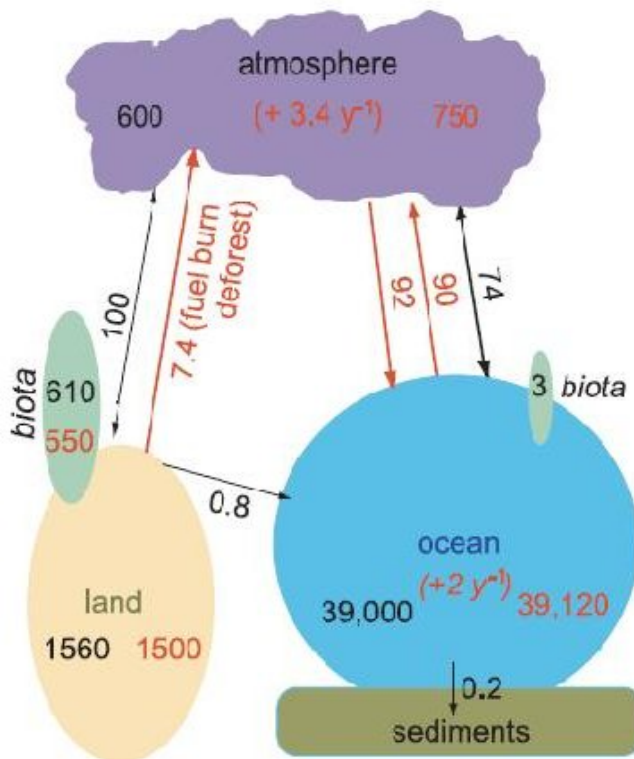 atmosphere
600 (+ 3.4 y⁻¹) 750
100
7.4 (fuel burn
deforest)
92
90
74
biota
610
550
3 biota
0.8
land
1560 1500
ocean
(+2 y⁻¹)
39,000 39,120
0.2
sediments